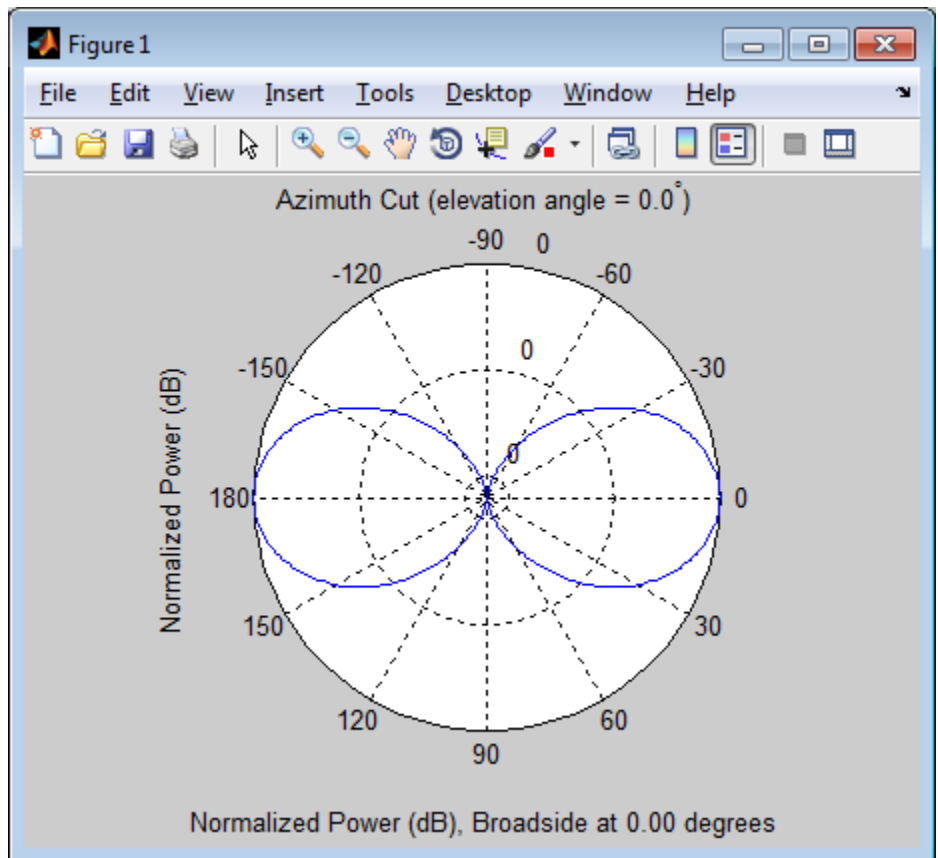 Figure 1
File Edit View Insert Tools Desktop Window Help
Azimuth Cut (elevation angle = 0.0°)
-90 0
-120 -60
0
-150 -30
Normalized Power (dB)
0
180 0
150 30
120 60
90
Normalized Power (dB), Broadside at 0.00 degrees